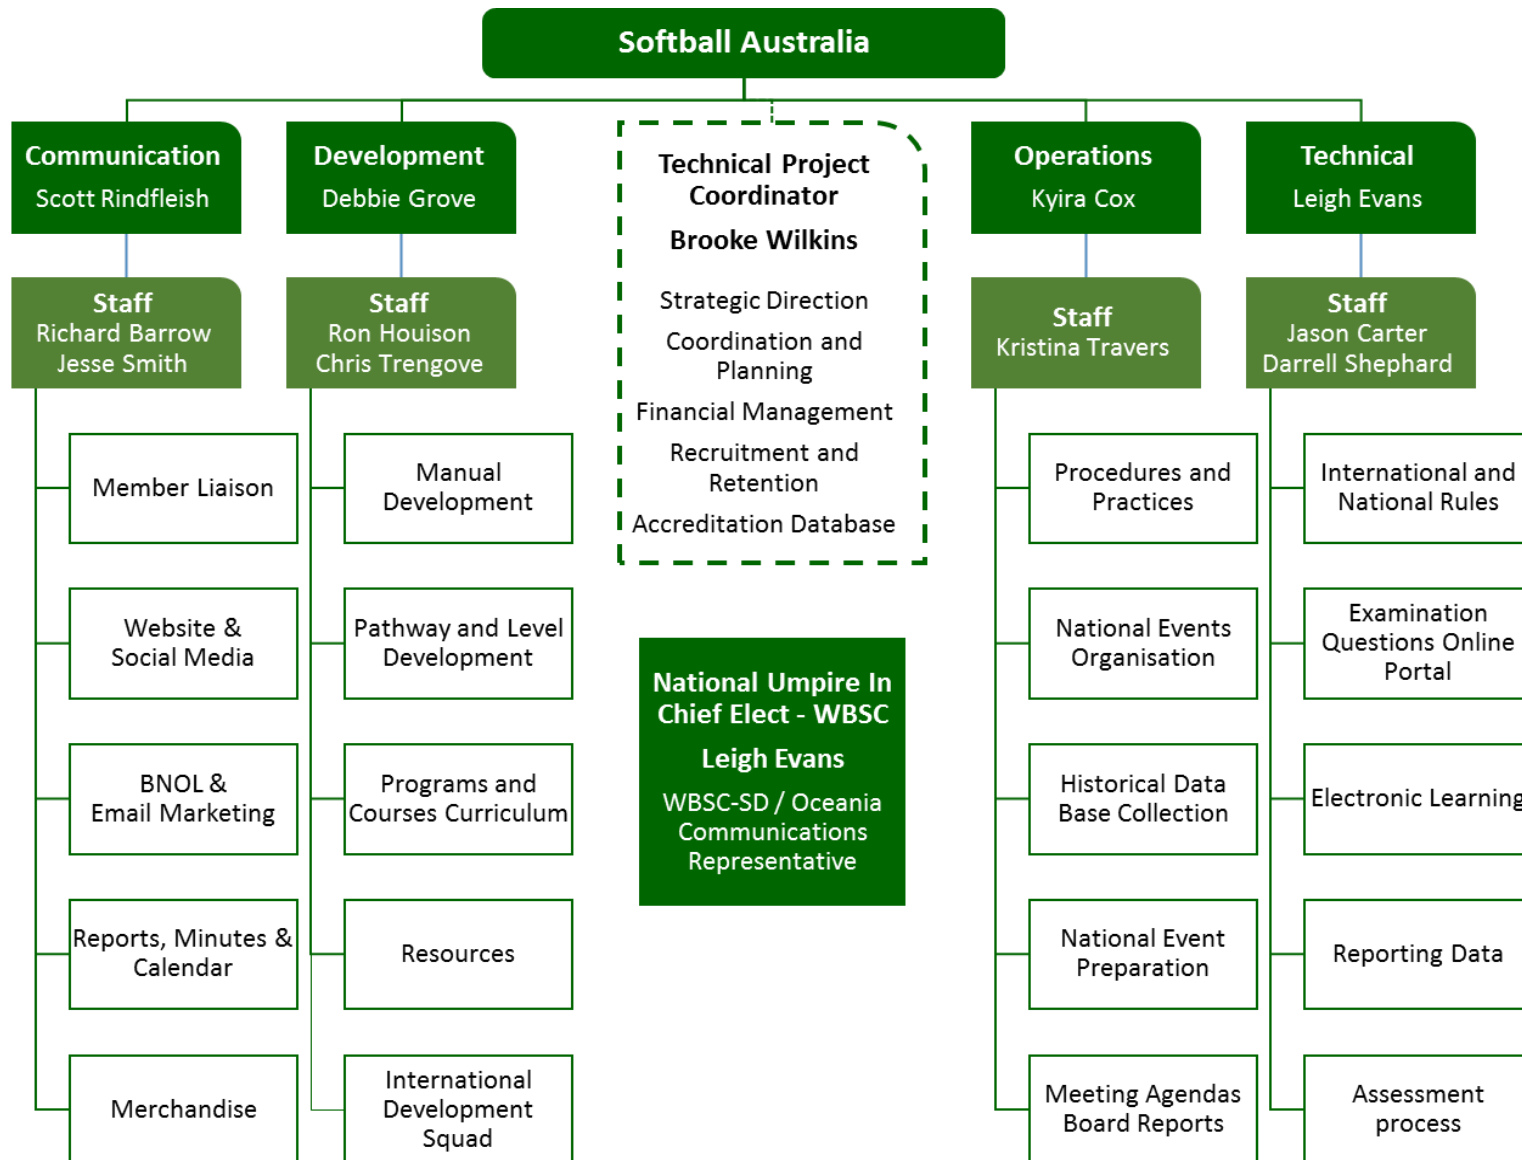 Softball Australia
Communication
Scott Rindfleish
Staff
Richard Barrow
Jesse Smith
Member Liaison
Website &
Social Media
BNOL &
Email Marketing
Reports, Minutes &
Calendar
Merchandise
Development
Debbie Grove
Staff
Ron Houison
Chris Trengove
Manual
Development
Pathway and Level
Development
Programs and
Courses Curriculum
Resources
International
Development
Squad
Technical Project
Coordinator
Brooke Wilkins
Strategic Direction
Coordination and
Planning
Financial Management
Recruitment and
Retention
Accreditation Database
National Umpire In
Chief Elect - WBSC
Leigh Evans
WBSC-SD / Oceania
Communications
Representative
Operations
Kyira Cox
Staff
Kristina Travers
Procedures and
Practices
National Events
Organisation
Historical Data
Base Collection
National Event
Preparation
Meeting Agendas
Board Reports
Technical
Leigh Evans
Staff
Jason Carter
Darrell Shephard
International and
National Rules
Examination
Questions Online
Portal
Electronic Learning
Reporting Data
Assessment
process